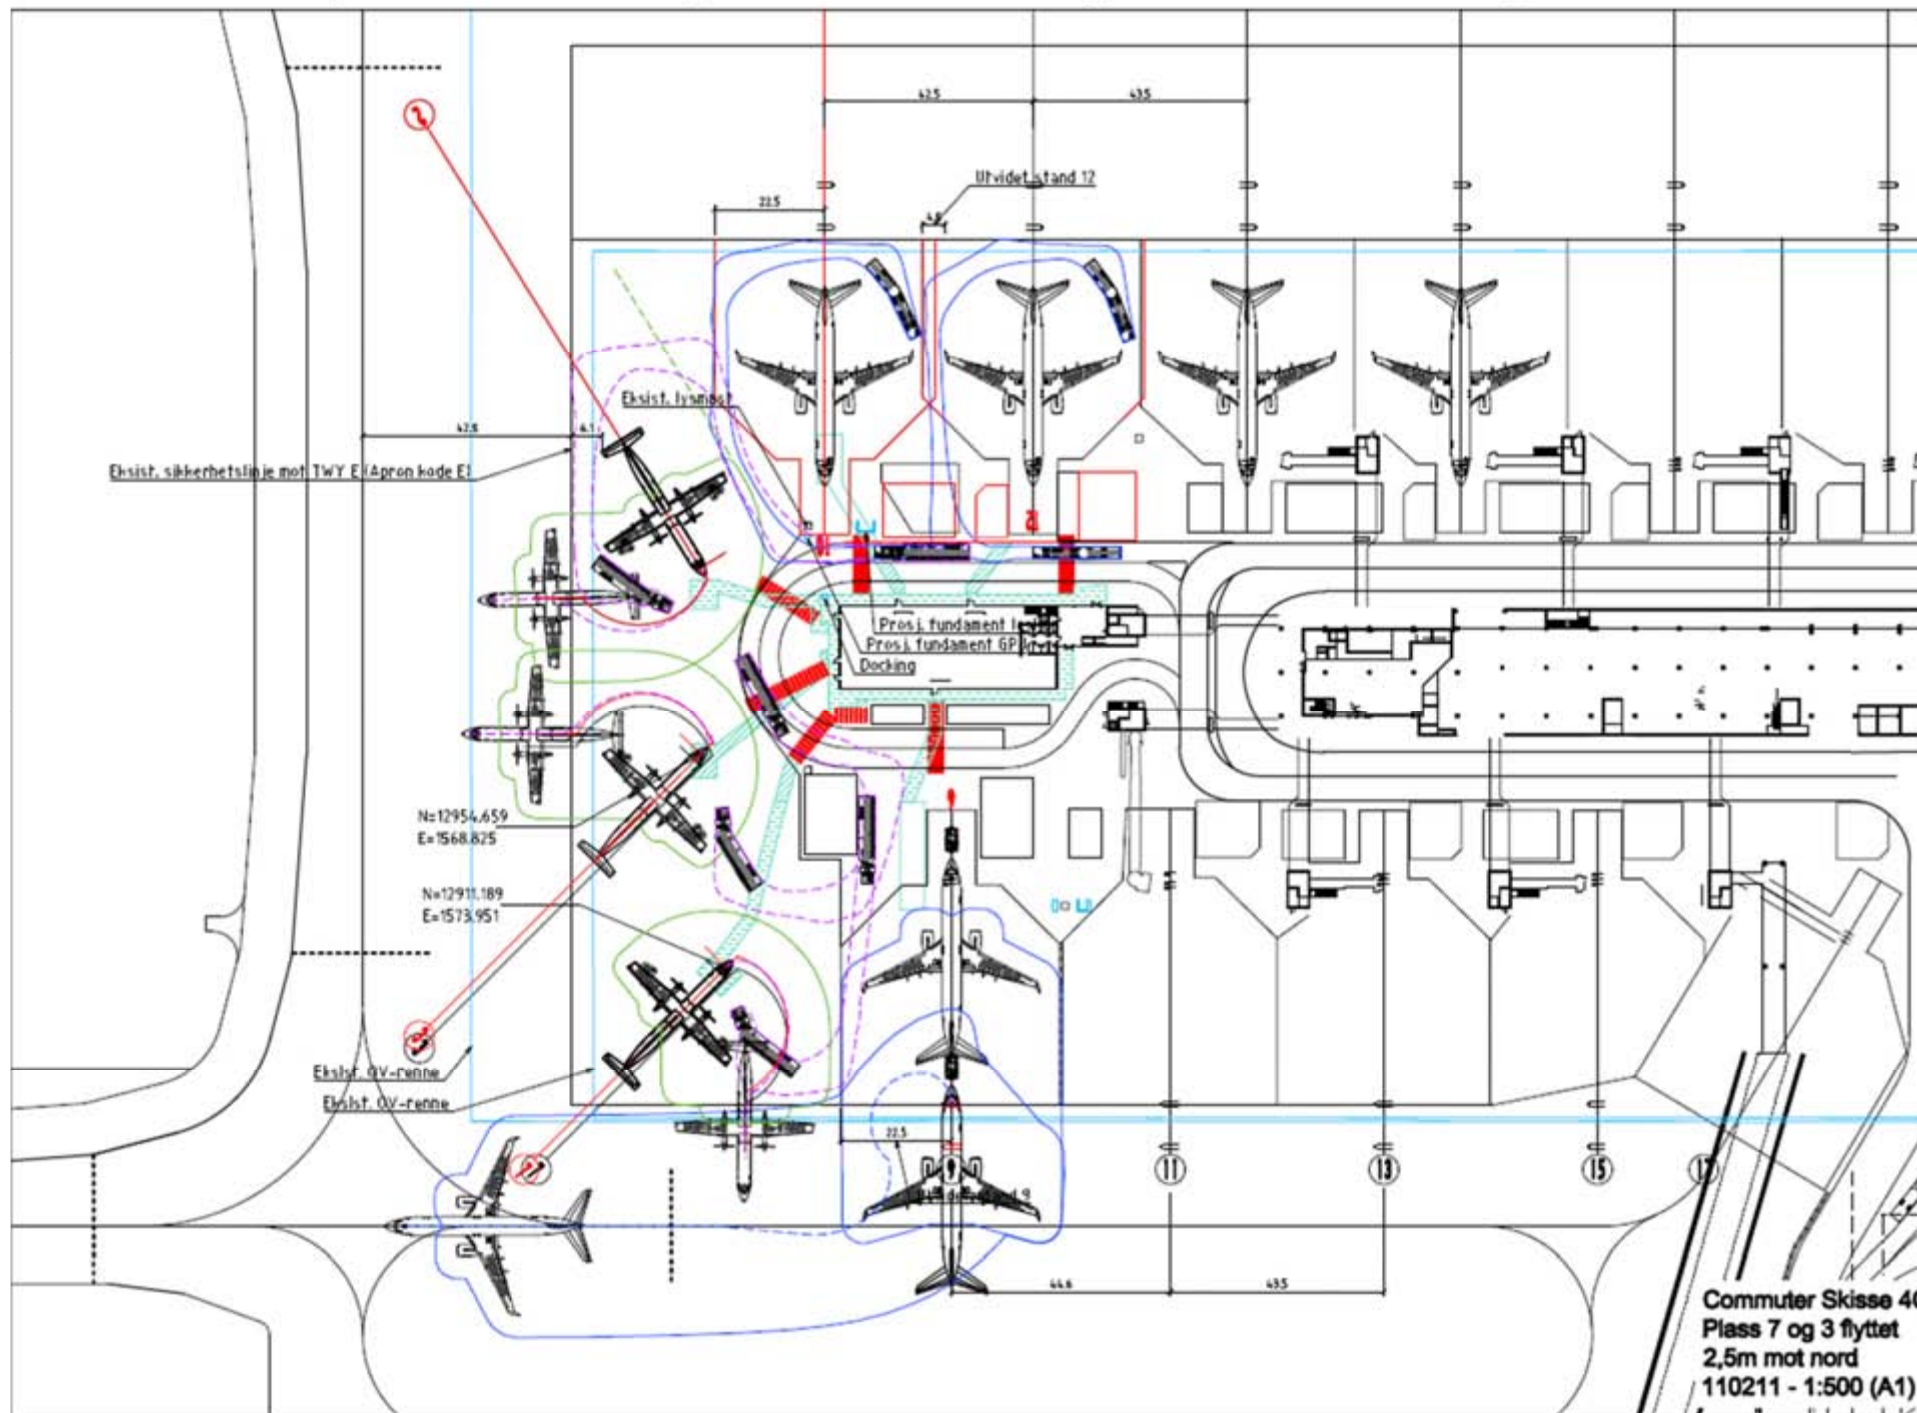 42.5
43.5
Utvidet stand 12
22.5
4.9
Eksist. lysmast
42.6
4.1
Eksist. sikkerhetslinje mot TWY E (Apron kode E)
Prosj. fundament
Prosj. fundament
Docking
N=12954.659
E=1568.825
N=12911.189
E=1573.951
Eksist. OV-renne
Eksist. OV-renne
22.5
11
13
15
17
44.6
43.5
Commuter Skisse
Plass 7 og 3 flyttet
2,5m mot nord
110211 - 1:500 (A1)